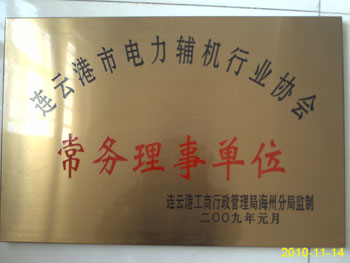 连云港市电力辅机行业协会
常务理事单位
连云港工商行政管理局海州分局监制
二〇〇九年元月
2010-11-14